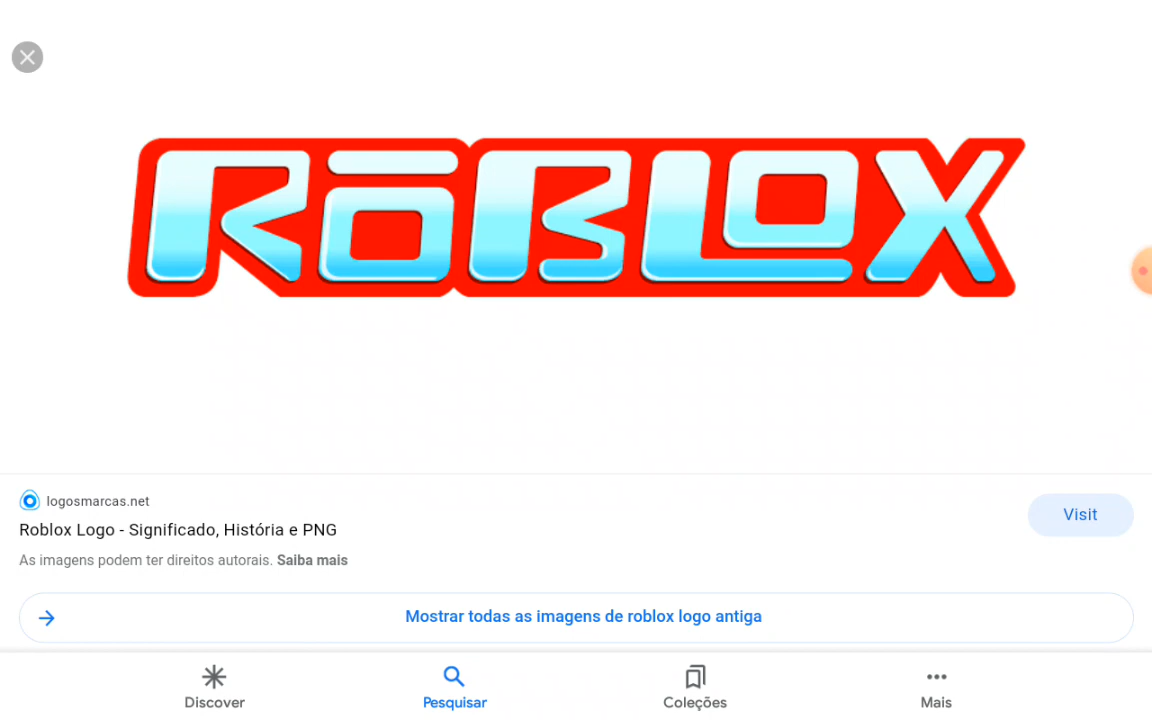 RŌBLOX
logosmarcas.net
Roblox Logo - Significado, História e PNG
Visit
As imagens podem ter direitos autorais. Saiba mais
Mostrar todas as imagens de roblox logo antiga
Discover
Pesquisar
Coleções
Mais